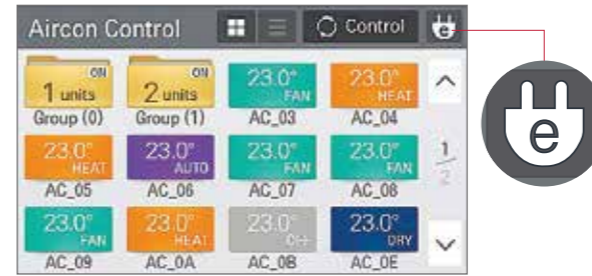 Aircon Control Control e
ON ON 23.0° 23.0°
1 units 2 units FAN HEAT
Group (0) Group (1) AC_03 AC_04
23.0° 23.0° 23.0° 23.0° 1
HEAT AUTO FAN FAN 2
AC_05 AC_06 AC_07 AC_08
23.0° 23.0° 23.0° 23.0°
FAN HEAT OFF DRY
AC_09 AC_0A AC_0B AC_0E
e